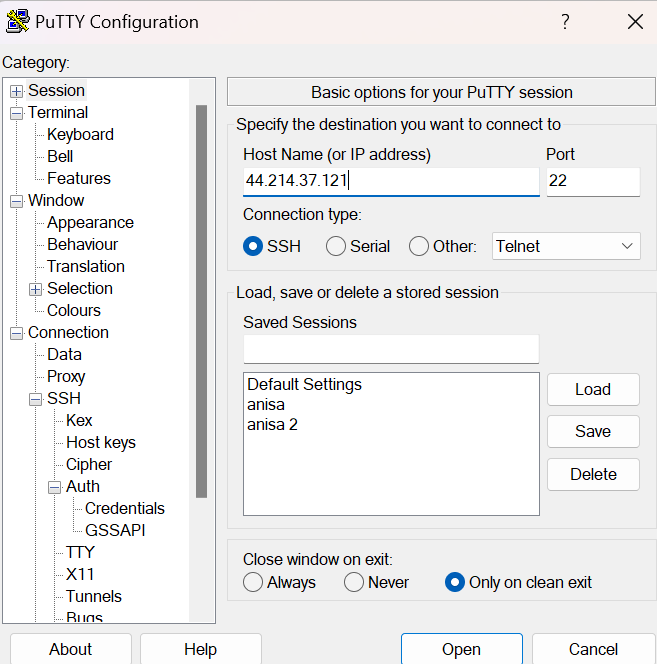 PuTTY Configuration
?
Category:
Session
Terminal
Keyboard
Bell
Features
Window
Appearance
Behaviour
Translation
Selection
Colours
Connection
Data
Proxy
SSH
Kex
Host keys
Cipher
Auth
Credentials
GSSAPI
TTY
X11
Tunnels
Bugs
Basic options for your PuTTY session
Specify the destination you want to connect to
Host Name (or IP address) Port
44.214.37.121 22
Connection type:
SSH Serial Other: Telnet
Load, save or delete a stored session
Saved Sessions
Default Settings
anisa
anisa 2
Load
Save
Delete
Close window on exit:
Always Never Only on clean exit
About Help Open Cancel